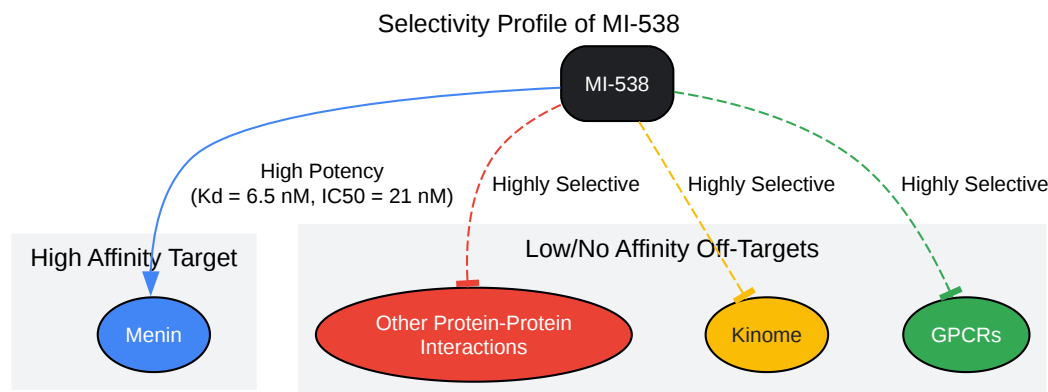 Selectivity Profile of MI-538
MI-538
High Potency
(Kd = 6.5 nM, IC50 = 21 nM)
Highly Selective
Highly Selective
Highly Selective
High Affinity Target
Low/No Affinity Off-Targets
Menin
Other Protein-Protein
Interactions
Kinome
GPCRs